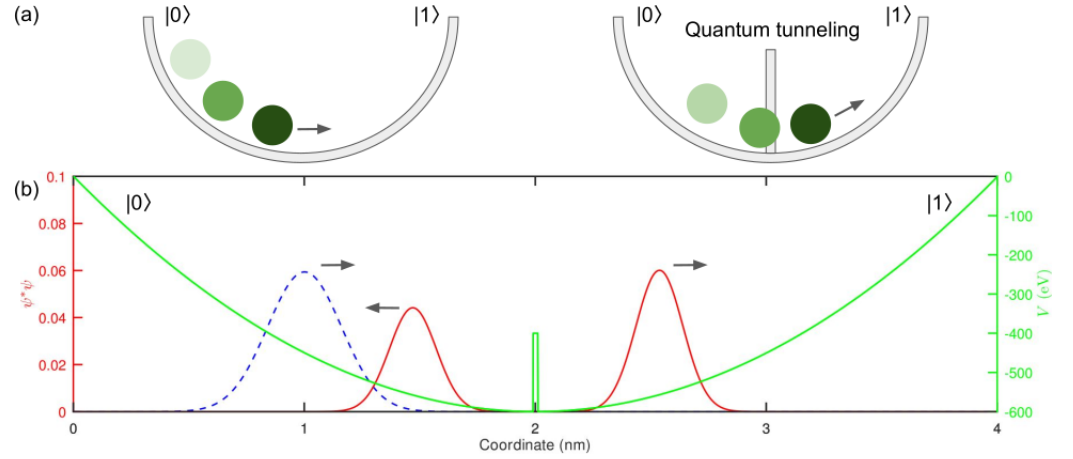 (a)
|0⟩
|1⟩
|0⟩
|1⟩
Quantum tunneling
(b)
|0⟩
|1⟩
0.1
0.08
0.06
0.04
0.02
0
ψ*ψ
0
-100
-200
-300
-400
-500
-600
V (eV)
0 1 2 3 4
Coordinate (nm)